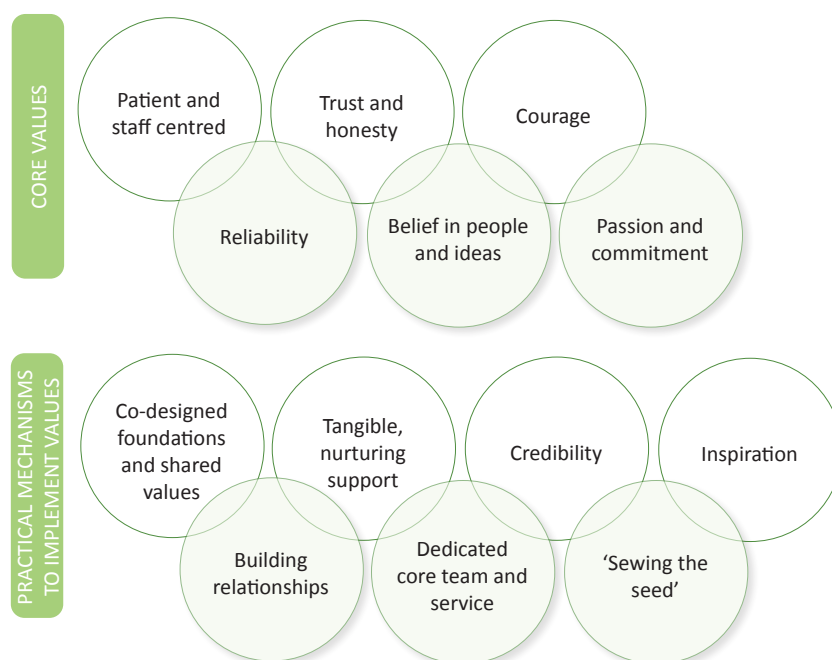 CORE VALUES
Patient and
staff centred
Trust and
honesty
Courage
Reliability
Belief in people
and ideas
Passion and
commitment
PRACTICAL MECHANISMS
TO IMPLEMENT VALUES
Co-designed
foundations
and shared
values
Tangible,
nurturing
support
Credibility
Inspiration
Building
relationships
Dedicated
core team and
service
‘Sewing the
seed’